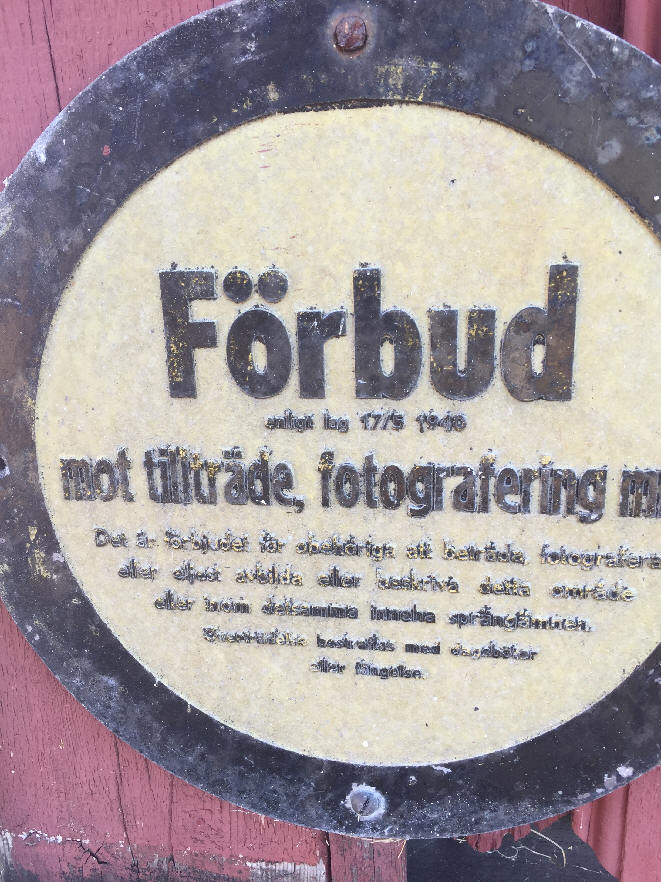 Förbud
enligt lag 17/5 1940
mot tillträde, fotografering m
Det är förbjudet för obehöriga att beträda, fotografera
eller eljest avbilda eller beskriva detta område
eller inom detsamma inneha sprängämnen.
bestraffas med dagsböter
eller fängelse.